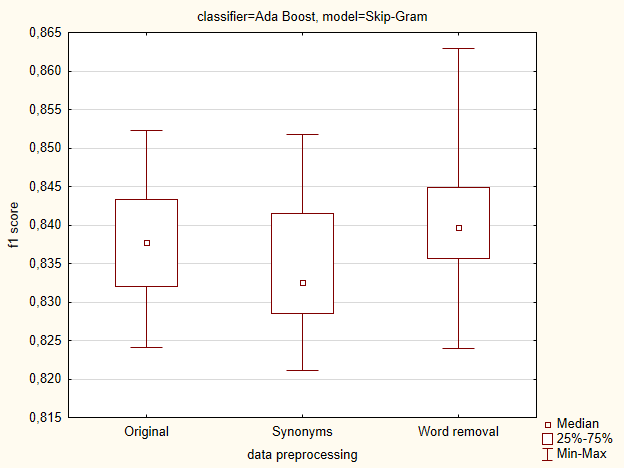 classifier=Ada Boost, model=Skip-Gram
0,865
0,860
0,855
0,850
0,845
0,840
0,835
0,830
0,825
0,820
0,815
f1 score
Original Synonyms Word removal
data preprocessing
Median
25%-75%
Min-Max